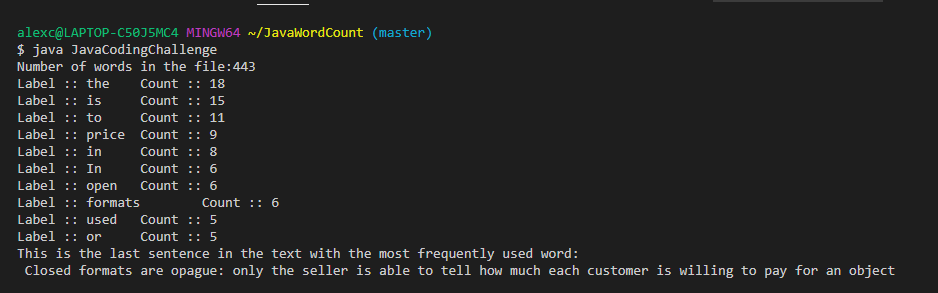 alexc@LAPTOP-C50J5MC4 MINGW64 ~/JavaWordCount (master)
$ java JavaCodingChallenge
Number of words in the file:443
Label :: the    Count :: 18
Label :: is     Count :: 15
Label :: to     Count :: 11
Label :: price  Count :: 9
Label :: in     Count :: 8
Label :: In     Count :: 6
Label :: open   Count :: 6
Label :: formats        Count :: 6
Label :: used   Count :: 5
Label :: or     Count :: 5
This is the last sentence in the text with the most frequently used word:
 Closed formats are opague: only the seller is able to tell how much each customer is willing to pay for an object